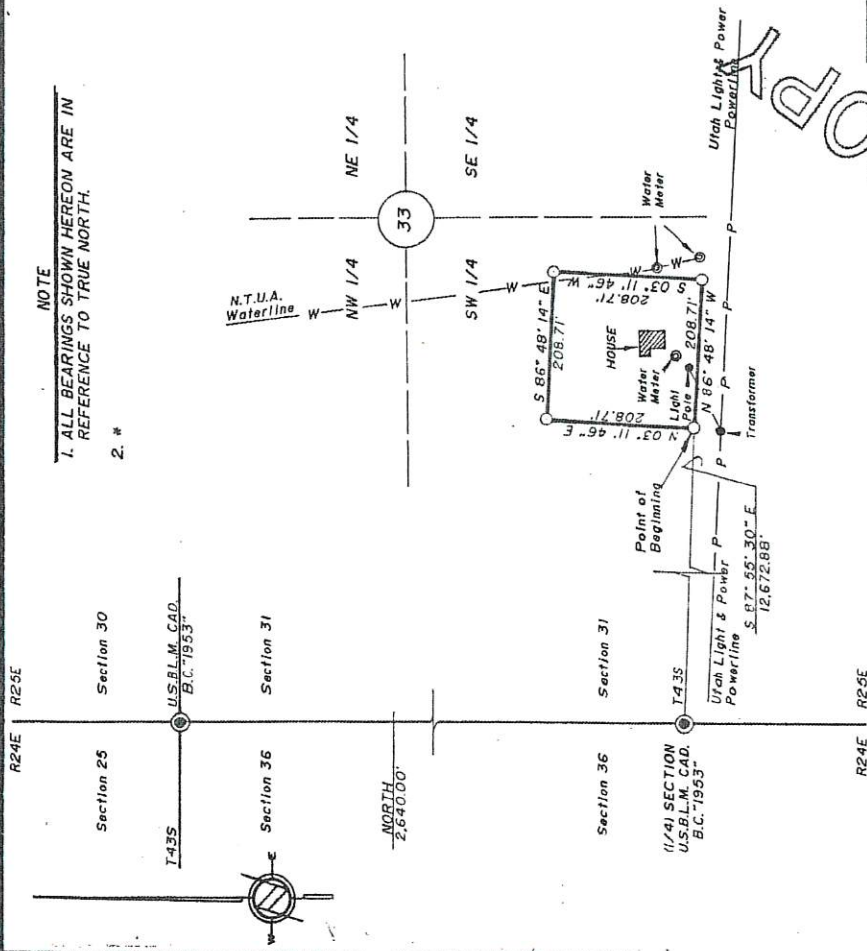 NOTE
1. ALL BEARINGS SHOWN HEREON ARE IN
REFERENCE TO TRUE NORTH.
2. *
R24E
R25E
Section 25
Section 30
T43S
U.S.B.L.M. CAD.
B.C. "1953"
Section 36
Section 31
NORTH
2,640.00'
W
E
Section 36
Section 31
(1/4) SECTION
U.S.B.L.M. CAD.
B.C. "1953"
T43S
R24E
R25E
Utah Light & Power
Powerline
S 87° 55' 30" E
12,672.88'
Point of
Beginning
N 03° 11' 46" E
208.71'
S 86° 48' 14" E
208.71'
S 03° 11' 46" W
208.71'
N 86° 48' 14" W
208.71'
HOUSE
Water
Meter
Light
Pole
Transformer
N.T.U.A.
Waterline
W
W
W
W
W
W
NW 1/4
NE 1/4
33
SW 1/4
SE 1/4
Water
Meter
P
P
P
P
P
Utah Light & Power
Powerline
OPY